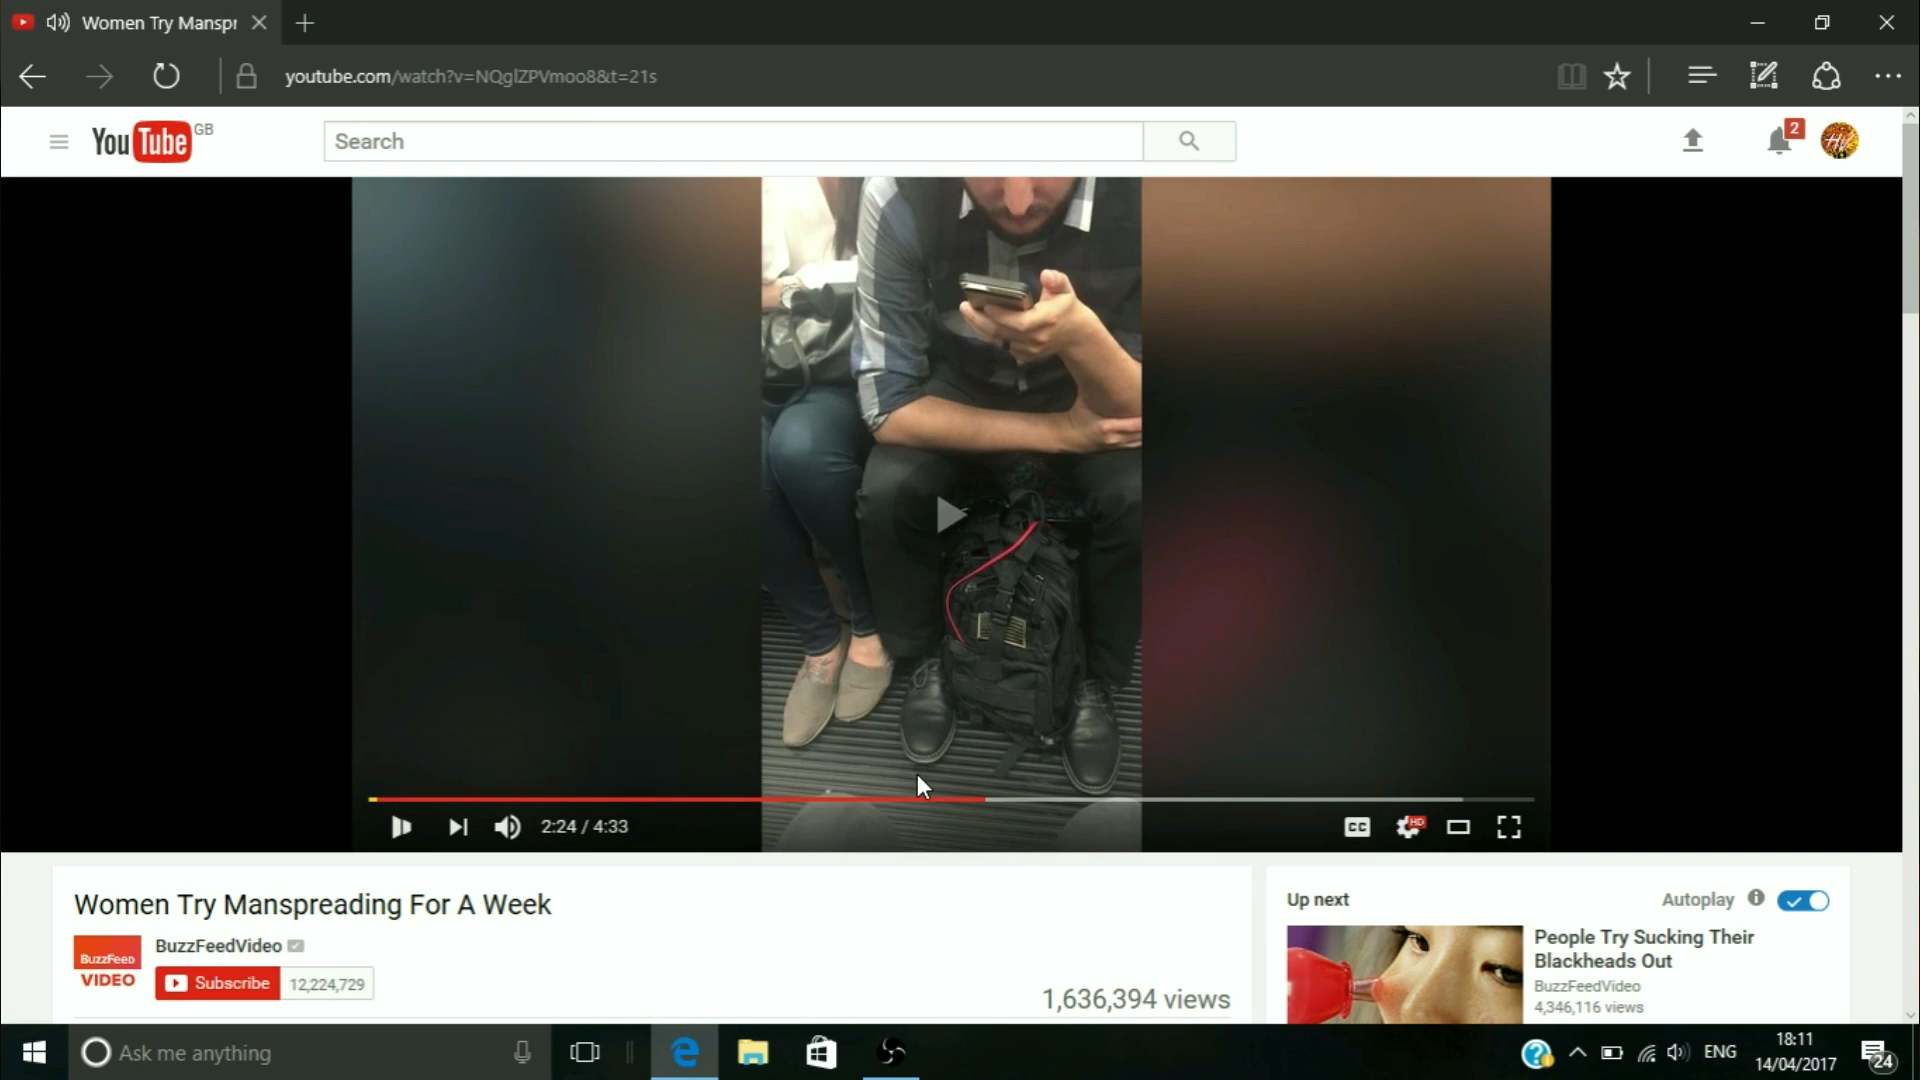 Women Try Manspr
youtube.com/watch?v=NQglZPVmoo8&t=21s
YouTube GB
Search
2
2:24 / 4:33
CC
HD
Women Try Manspreading For A Week
BuzzFeed
VIDEO
BuzzFeedVideo
Subscribe 12,224,729
1,636,394 views
Up next
Autoplay
People Try Sucking Their
Blackheads Out
BuzzFeedVideo
4,346,116 views
Ask me anything
ENG
18:11
14/04/2017
24